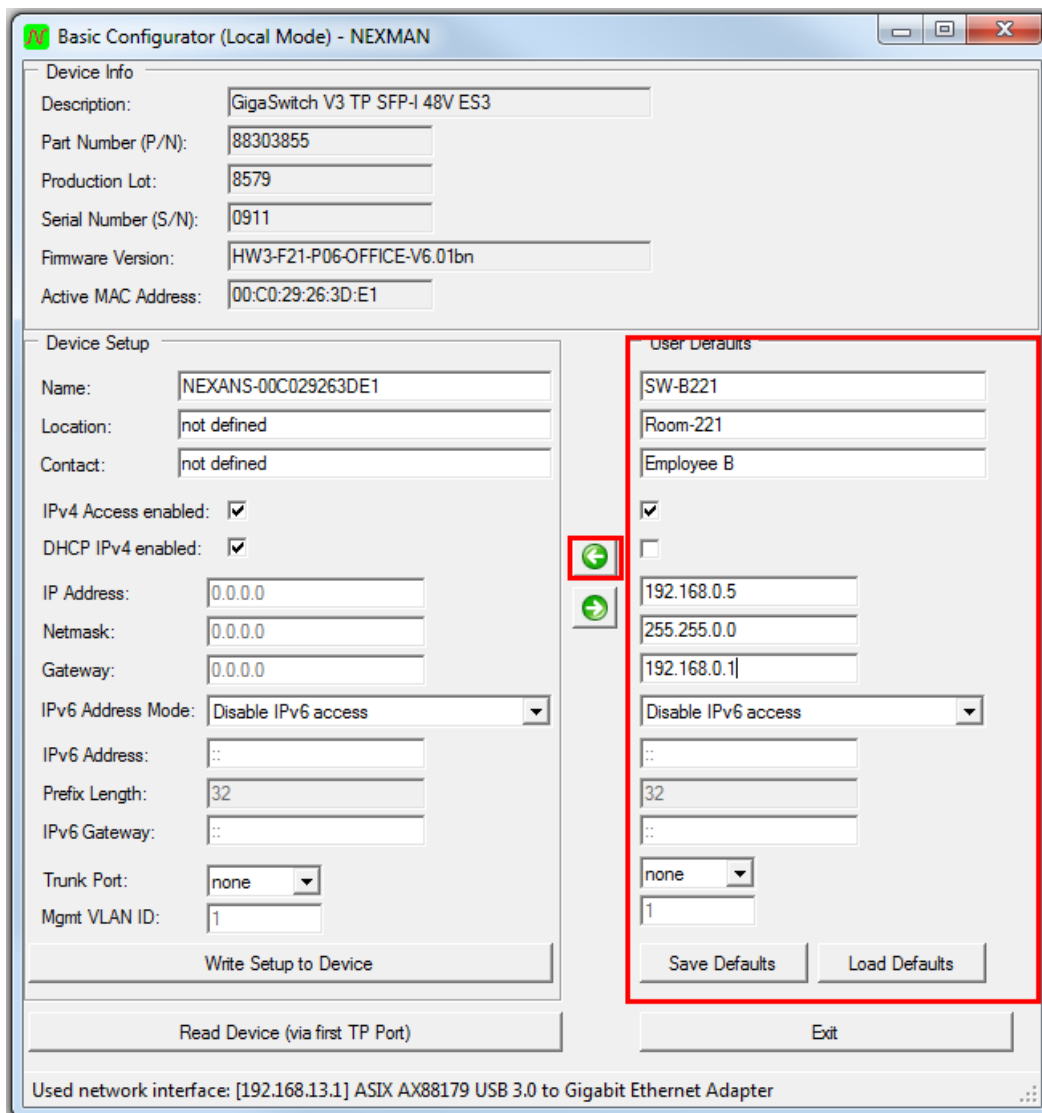 Basic Configurator (Local Mode) - NEXMAN
Device Info
Description: GigaSwitch V3 TP SFP-I 48V ES3
Part Number (P/N): 88303855
Production Lot: 8579
Serial Number (S/N): 0911
Firmware Version: HW3-F21-P06-OFFICE-V6.01bn
Active MAC Address: 00:C0:29:26:3D:E1
Device Setup
Name: NEXANS-00C029263DE1
Location: not defined
Contact: not defined
IPv4 Access enabled:
DHCP IPv4 enabled:
IP Address: 0.0.0.0
Netmask: 0.0.0.0
Gateway: 0.0.0.0
IPv6 Address Mode: Disable IPv6 access
IPv6 Address: ::
Prefix Length: 32
IPv6 Gateway: ::
Trunk Port: none
Mgmt VLAN ID: 1
Write Setup to Device
User Defaults
SW-B221
Room-221
Employee B
192.168.0.5
255.255.0.0
192.168.0.1
Disable IPv6 access
::
32
::
none
1
Save Defaults Load Defaults
Read Device (via first TP Port) Exit
Used network interface: [192.168.13.1] ASIX AX88179 USB 3.0 to Gigabit Ethernet Adapter